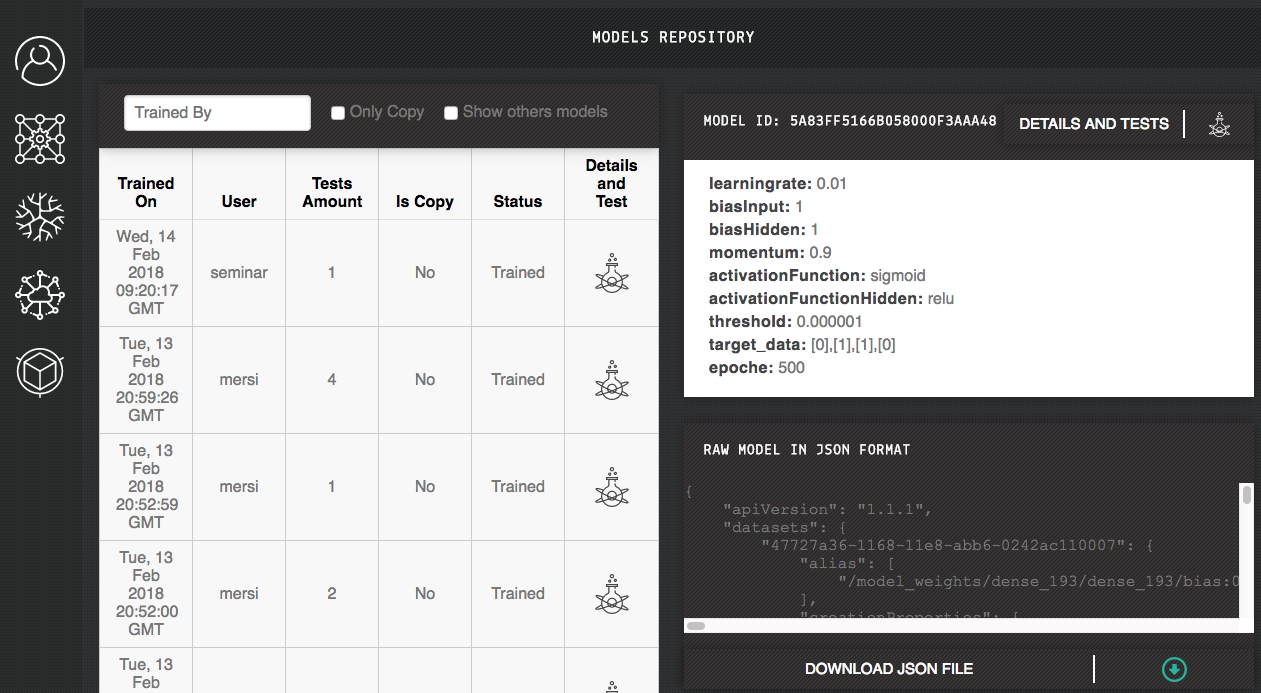 MODELS REPOSITORY
Trained By
Only Copy
Show others models
Trained On
User
Tests Amount
Is Copy
Status
Details and Test
Wed, 14
Feb
2018
09:20:17
GMT
seminar
1
No
Trained
Tue, 13
Feb
2018
20:59:26
GMT
mersi
4
No
Trained
Tue, 13
Feb
2018
20:52:59
GMT
mersi
1
No
Trained
Tue, 13
Feb
2018
20:52:00
GMT
mersi
2
No
Trained
Tue, 13
Feb
MODEL ID: 5A83FF5166B058000F3AAA48
DETAILS AND TESTS
learningrate: 0.01
biasInput: 1
biasHidden: 1
momentum: 0.9
activationFunction: sigmoid
activationFunctionHidden: relu
threshold: 0.000001
target_data: [0],[1],[1],[0]
epoche: 500
RAW MODEL IN JSON FORMAT
{
"apiVersion": "1.1.1",
"datasets": {
"47727a36-1168-11e8-abb6-0242ac110007": {
"alias": [
"/model_weights/dense_193/dense_193/bias:0
],
"creationProperties": {
DOWNLOAD JSON FILE